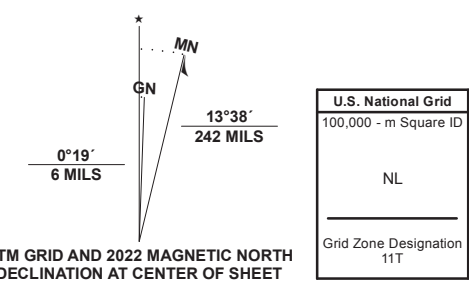 MN
GN
0°19´
6 MILS
13°38´
242 MILS
TM GRID AND 2022 MAGNETIC NORTH
DECLINATION AT CENTER OF SHEET
U.S. National Grid
100,000 - m Square ID
NL
Grid Zone Designation
11T